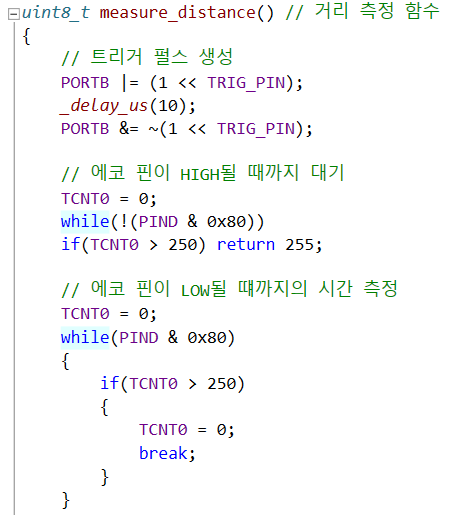 uint8_t measure_distance() // 거리 측정 함수
{
    // 트리거 펄스 생성
    PORTB |= (1 << TRIG_PIN);
    _delay_us(10);
    PORTB &= ~(1 << TRIG_PIN);

    // 에코 핀이 HIGH될 때까지 대기
    TCNT0 = 0;
    while(!(PIND & 0x80))
    if(TCNT0 > 250) return 255;

    // 에코 핀이 LOW될 떄까지의 시간 측정
    TCNT0 = 0;
    while(PIND & 0x80)
    {
        if(TCNT0 > 250)
        {
            TCNT0 = 0;
            break;
        }
    }